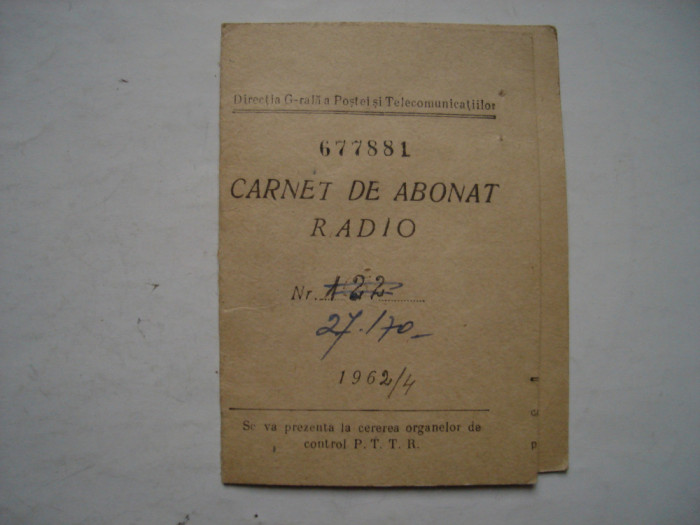 Direcția G-rală a Poștei și Telecomunicațiilor
677881
CARNET DE ABONAT
RADIO
Nr. 122
27.170-
1962/4
Se va prezenta la cererea organelor de
control P. T. T. R.